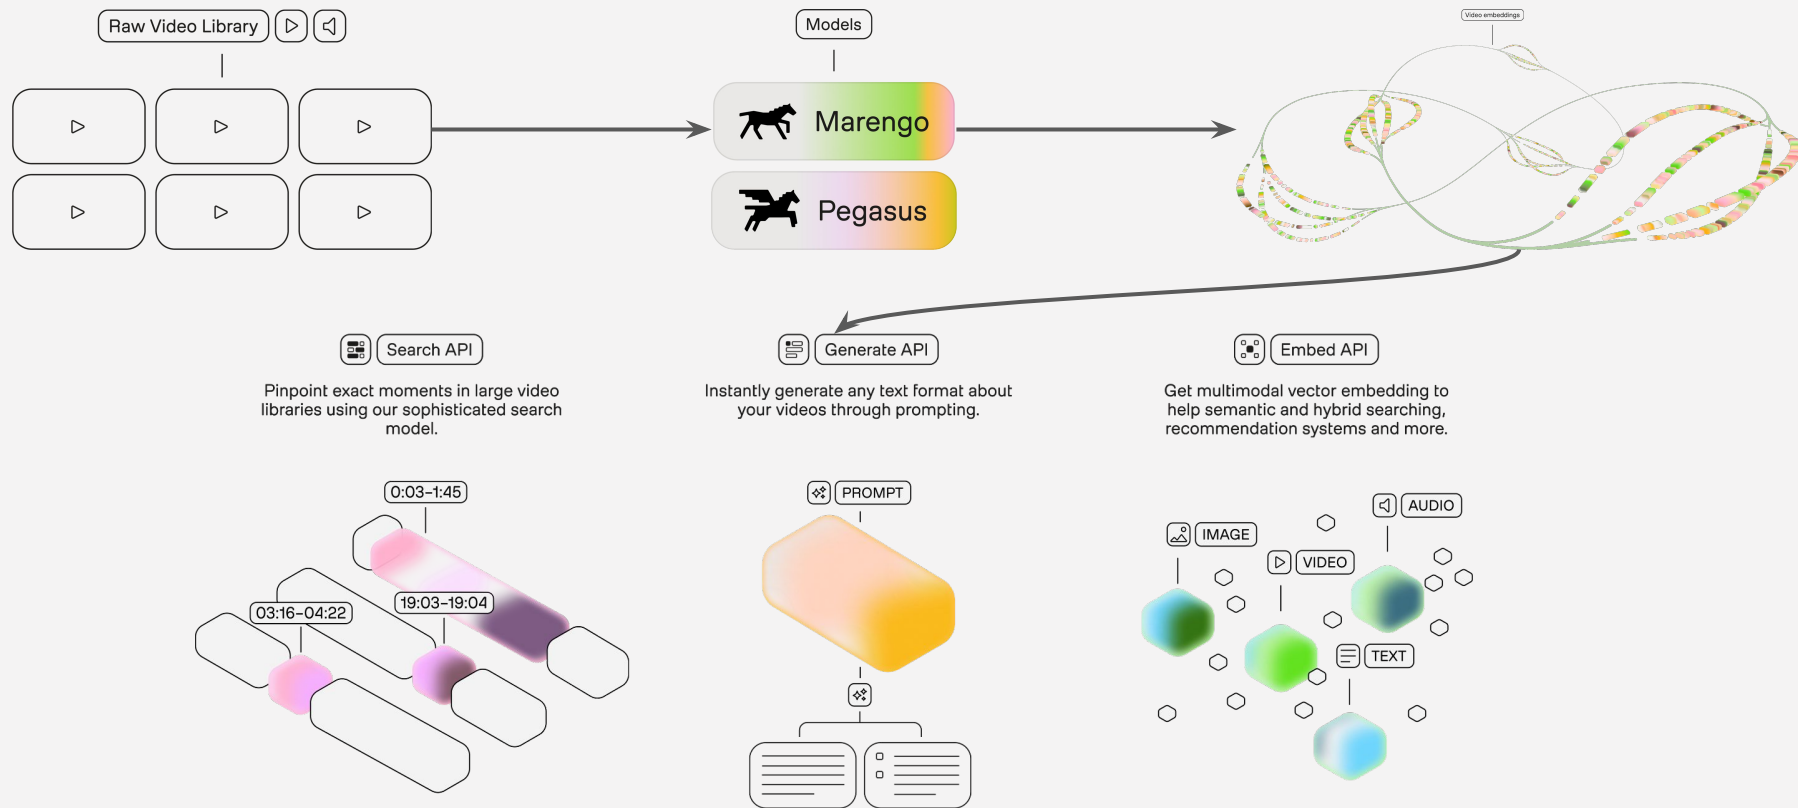 Raw Video Library
Models
Video embeddings
Marengo
Pegasus
Search API
Pinpoint exact moments in large video
libraries using our sophisticated search
model.
Generate API
Instantly generate any text format about
your videos through prompting.
Embed API
Get multimodal vector embedding to
help semantic and hybrid searching,
recommendation systems and more.
0:03–1:45
03:16–04:22
19:03–19:04
PROMPT
IMAGE
VIDEO
AUDIO
TEXT